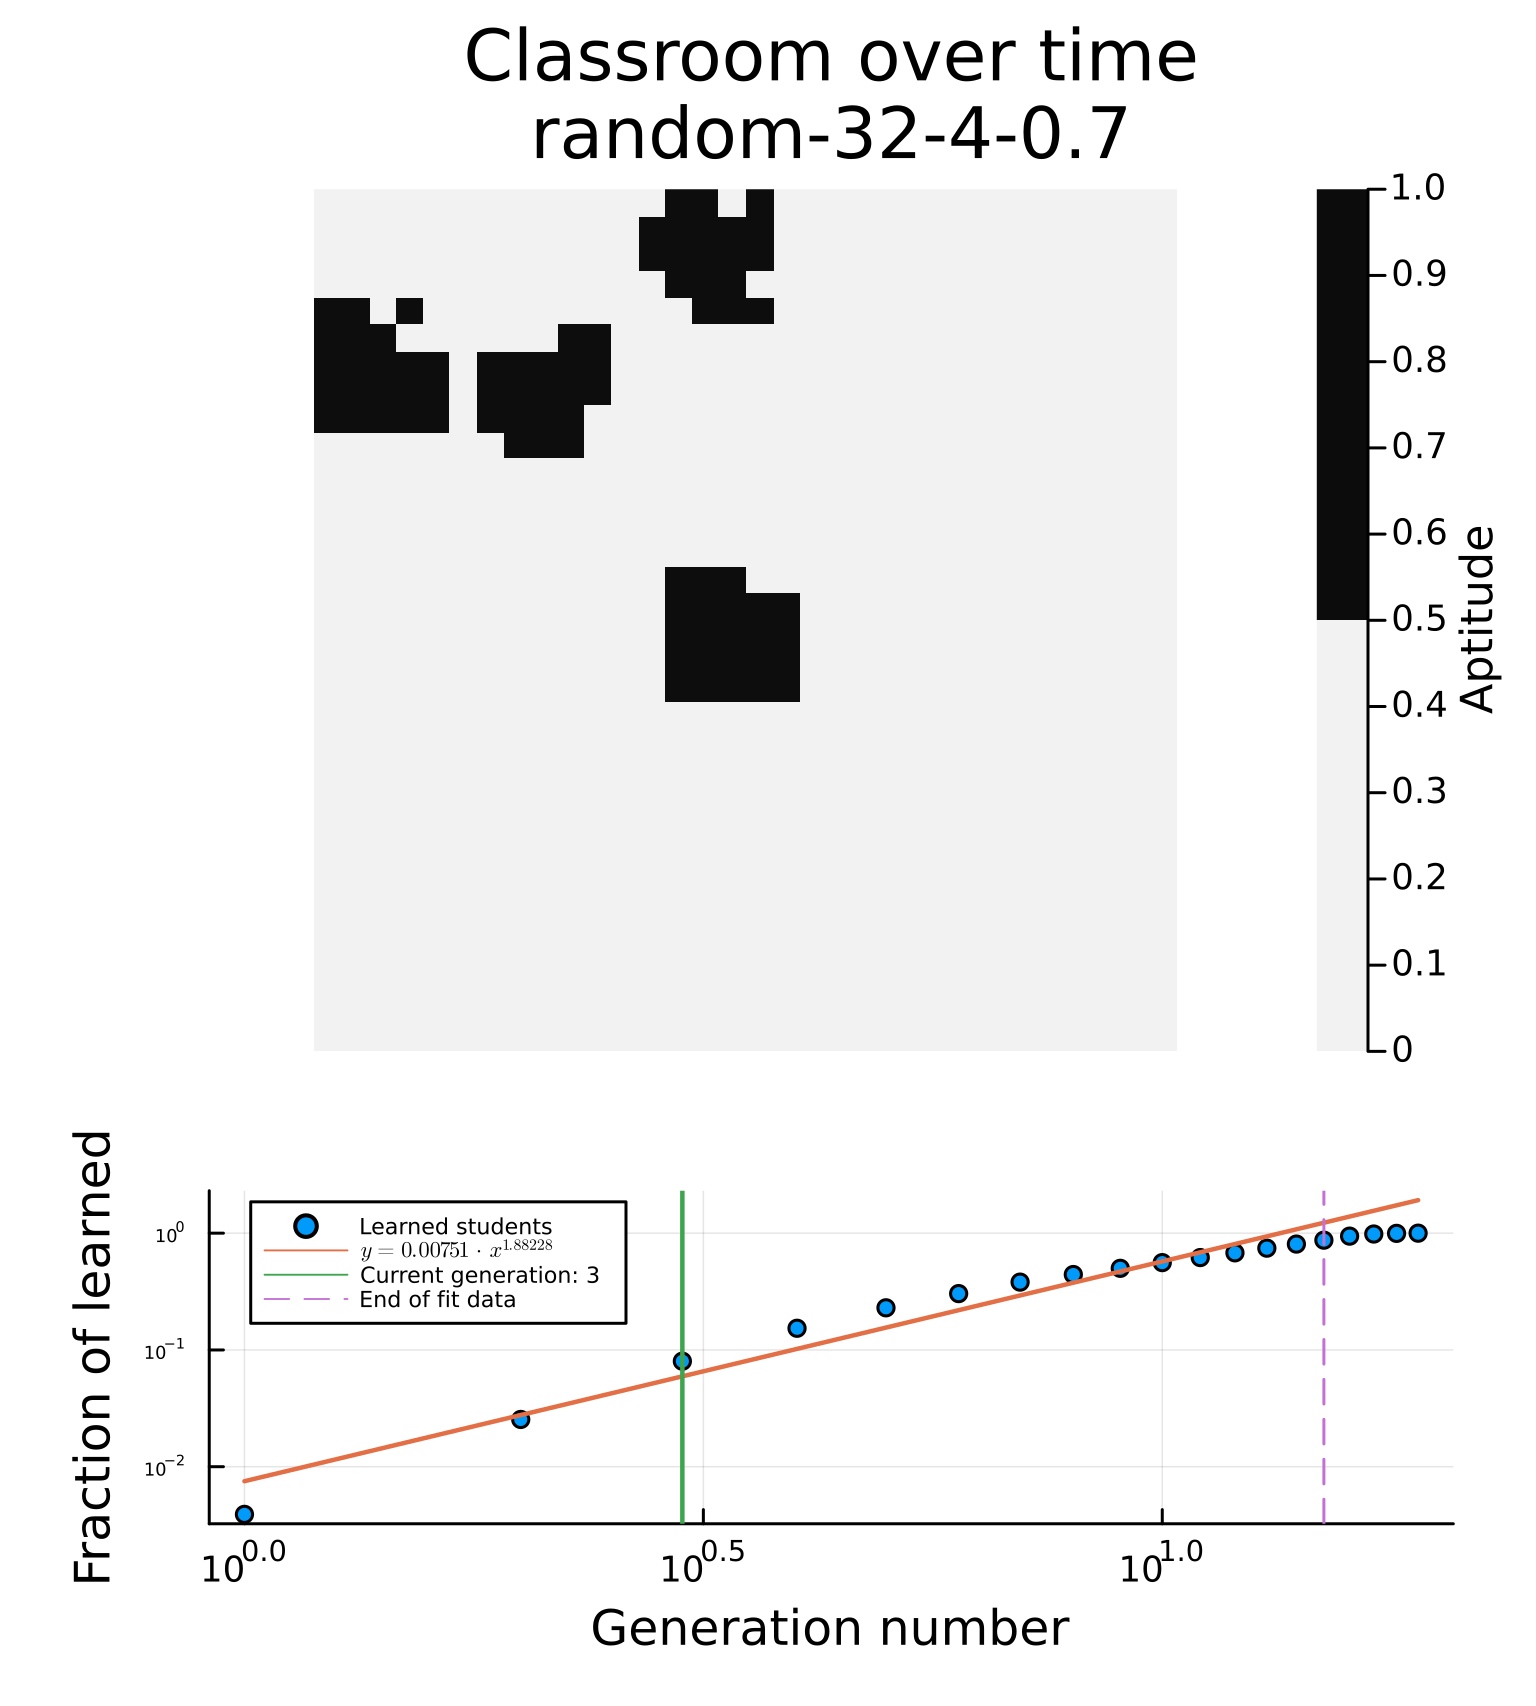 Classroom over time
random-32-4-0.7
1.0
0.9
0.8
0.7
0.6
0.5
0.4
0.3
0.2
0.1
0
Aptitude
Fraction of learned
10⁰
10⁻¹
10⁻²
Learned students
y = 0.00751 · x^1.88228
Current generation: 3
End of fit data
10^0.0 10^0.5 10^1.0
Generation number